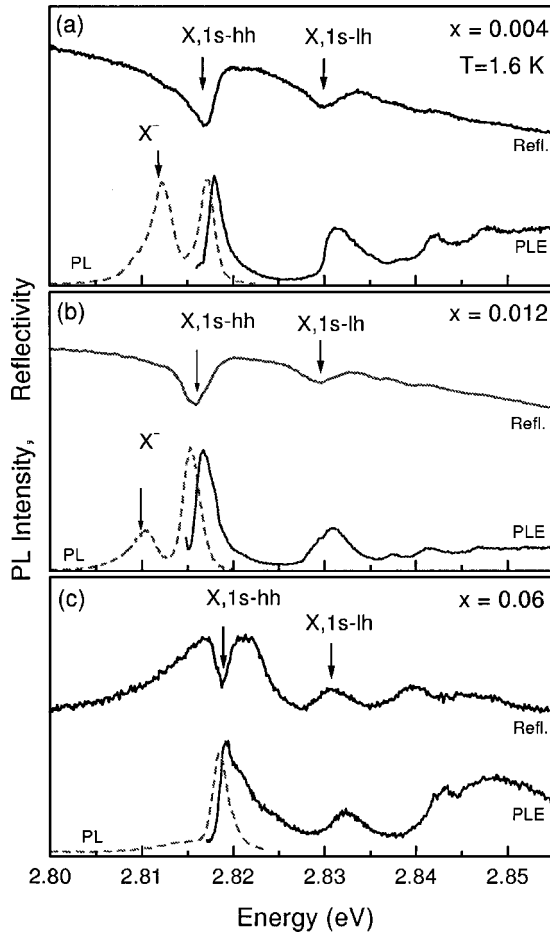 (a)
X,1s-hh
X,1s-lh
x = 0.004
T=1.6 K
X⁻
Refl.
PL
PLE
(b)
X,1s-hh
X,1s-lh
x = 0.012
X⁻
Refl.
PL
PLE
(c)
X,1s-hh
X,1s-lh
x = 0.06
Refl.
PL
PLE
PL Intensity, Reflectivity
2.80 2.81 2.82 2.83 2.84 2.85
Energy (eV)